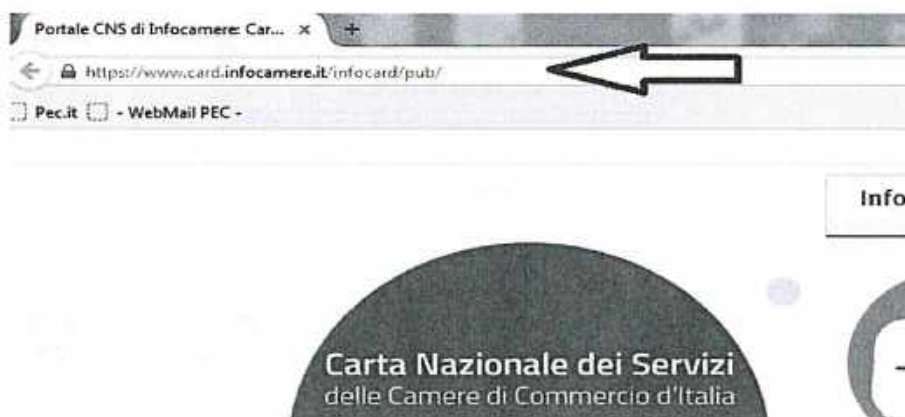 Portale CNS di Infocamere: Car... × +
https://www.card.infocamere.it/infocard/pub/
Pec.it - WebMail PEC -
Info
Carta Nazionale dei Servizi
delle Camere di Commercio d'Italia